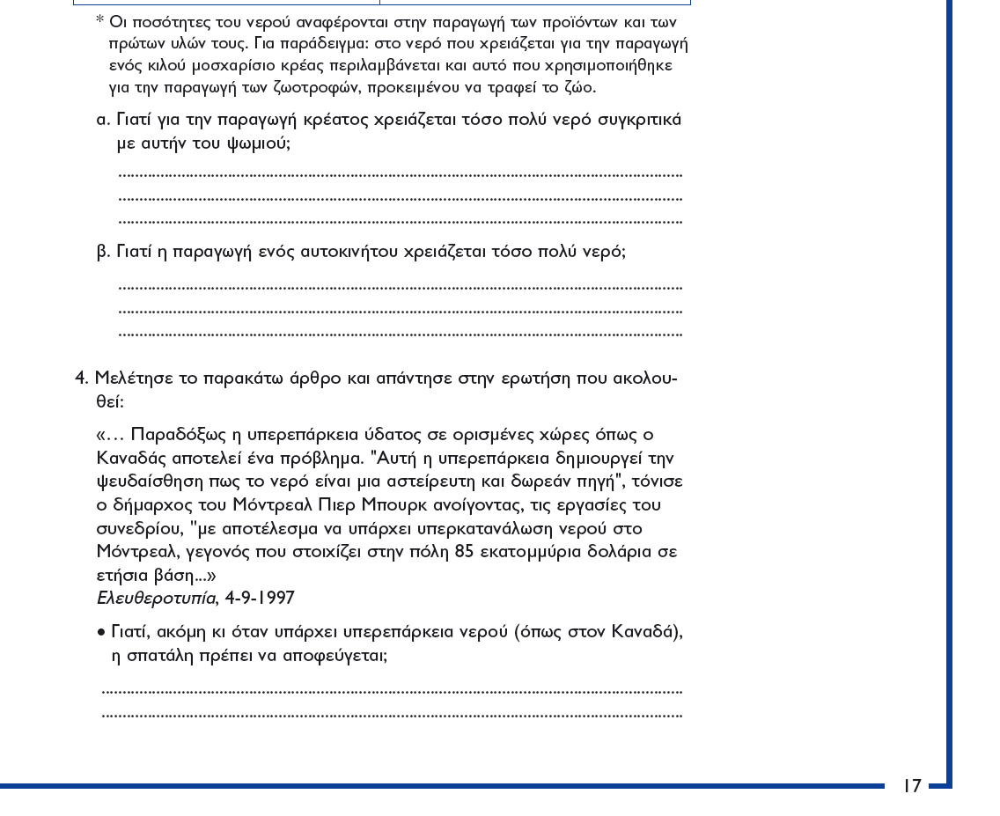 * Οι ποσότητες του νερού αναφέρονται στην παραγωγή των προϊόντων και των
πρώτων υλών τους. Για παράδειγμα: στο νερό που χρειάζεται για την παραγωγή
ενός κιλού μοσχαρίσιο κρέας περιλαμβάνεται και αυτό που χρησιμοποιήθηκε
για την παραγωγή των ζωοτροφών, προκειμένου να τραφεί το ζώο.
α. Γιατί για την παραγωγή κρέατος χρειάζεται τόσο πολύ νερό συγκριτικά
με αυτήν του ψωμιού;
β. Γιατί η παραγωγή ενός αυτοκινήτου χρειάζεται τόσο πολύ νερό;
4. Μελέτησε το παρακάτω άρθρο και απάντησε στην ερωτήση που ακολου-
θεί:
«… Παραδόξως η υπερεπάρκεια ύδατος σε ορισμένες χώρες όπως ο
Καναδάς αποτελεί ένα πρόβλημα. "Αυτή η υπερεπάρκεια δημιουργεί την
ψευδαίσθηση πως το νερό είναι μια αστείρευτη και δωρεάν πηγή", τόνισε
ο δήμαρχος του Μόντρεαλ Πιερ Μπουρκ ανοίγοντας, τις εργασίες του
συνεδρίου, "με αποτέλεσμα να υπάρχει υπερκατανάλωση νερού στο
Μόντρεαλ, γεγονός που στοιχίζει στην πόλη 85 εκατομμύρια δολάρια σε
ετήσια βάση...»
Ελευθεροτυπία, 4-9-1997
• Γιατί, ακόμη κι όταν υπάρχει υπερεπάρκεια νερού (όπως στον Καναδά),
η σπατάλη πρέπει να αποφεύγεται;
17